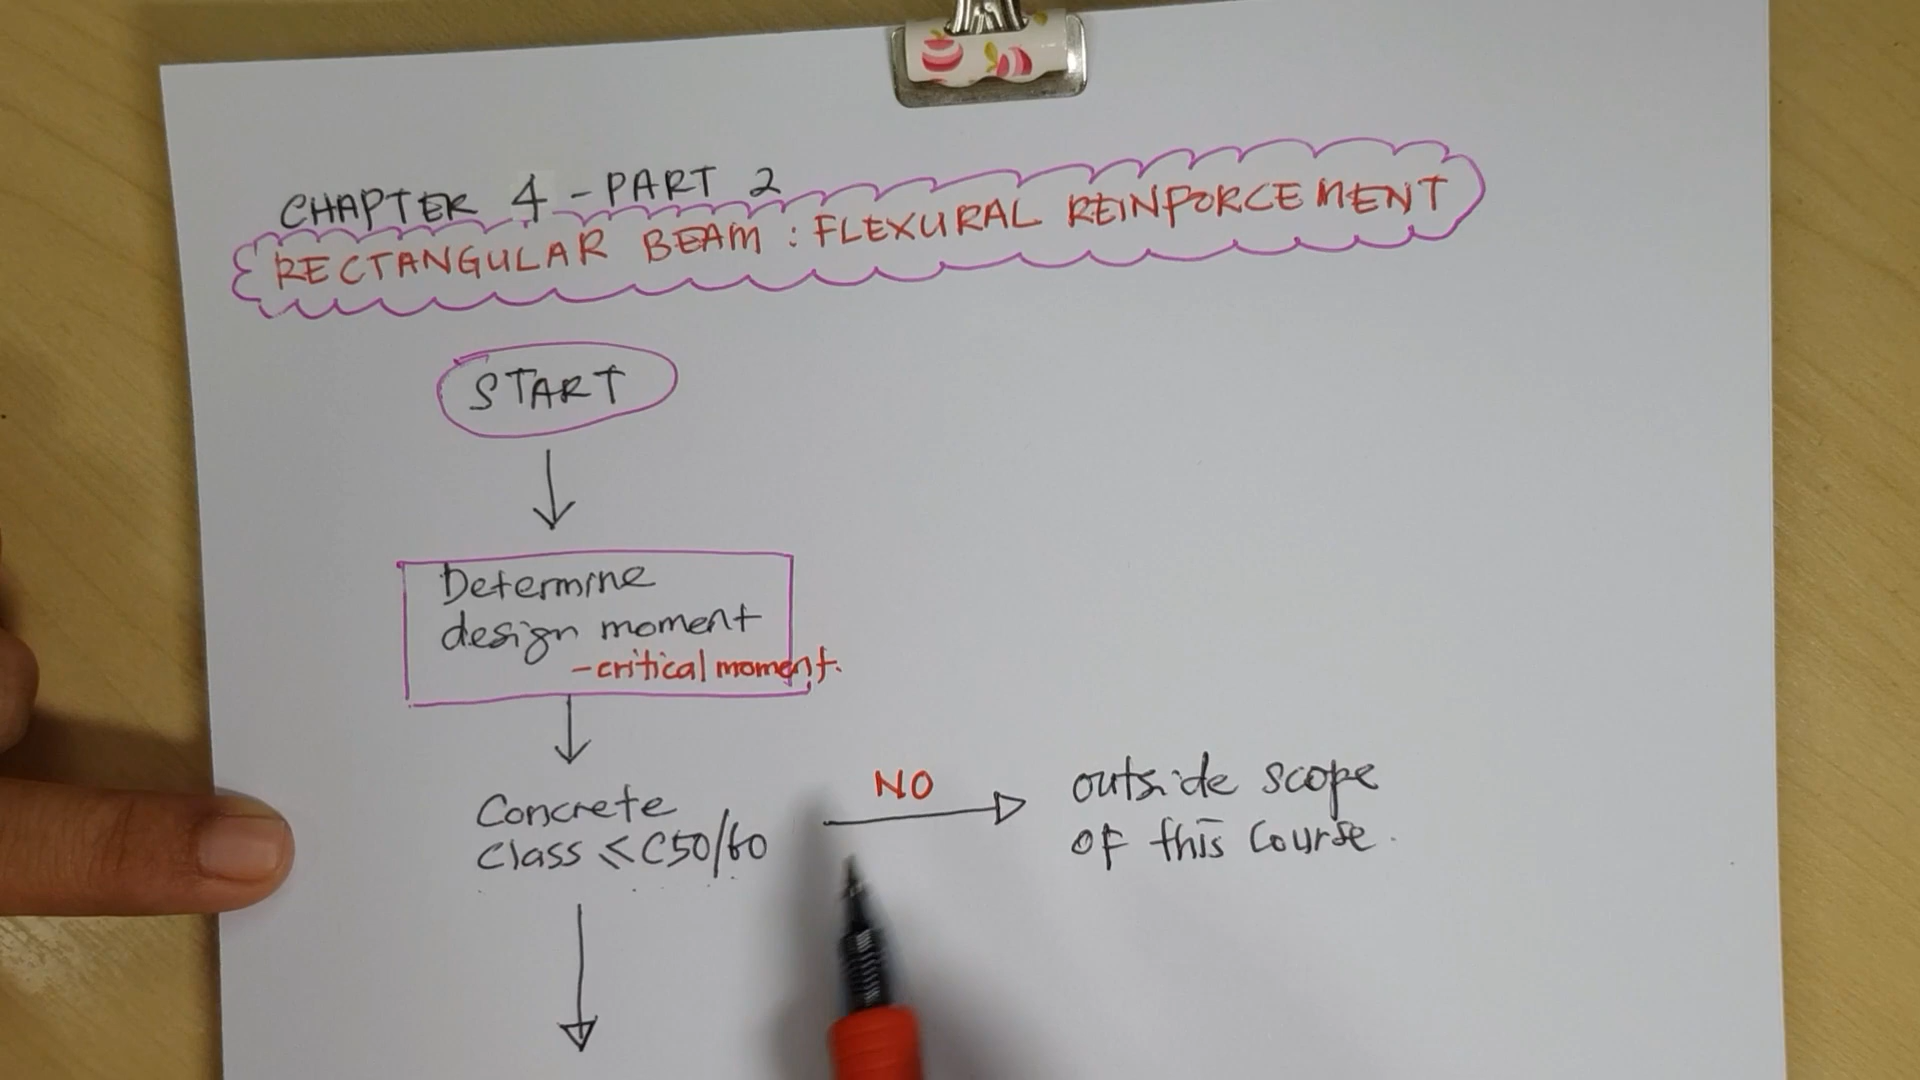 CHAPTER 4 - PART 2
RECTANGULAR BEAM : FLEXURAL REINFORCEMENT
START
Determine
design moment
- critical moment.
Concrete
class ≤ C50/60
NO
outside scope
of this course.